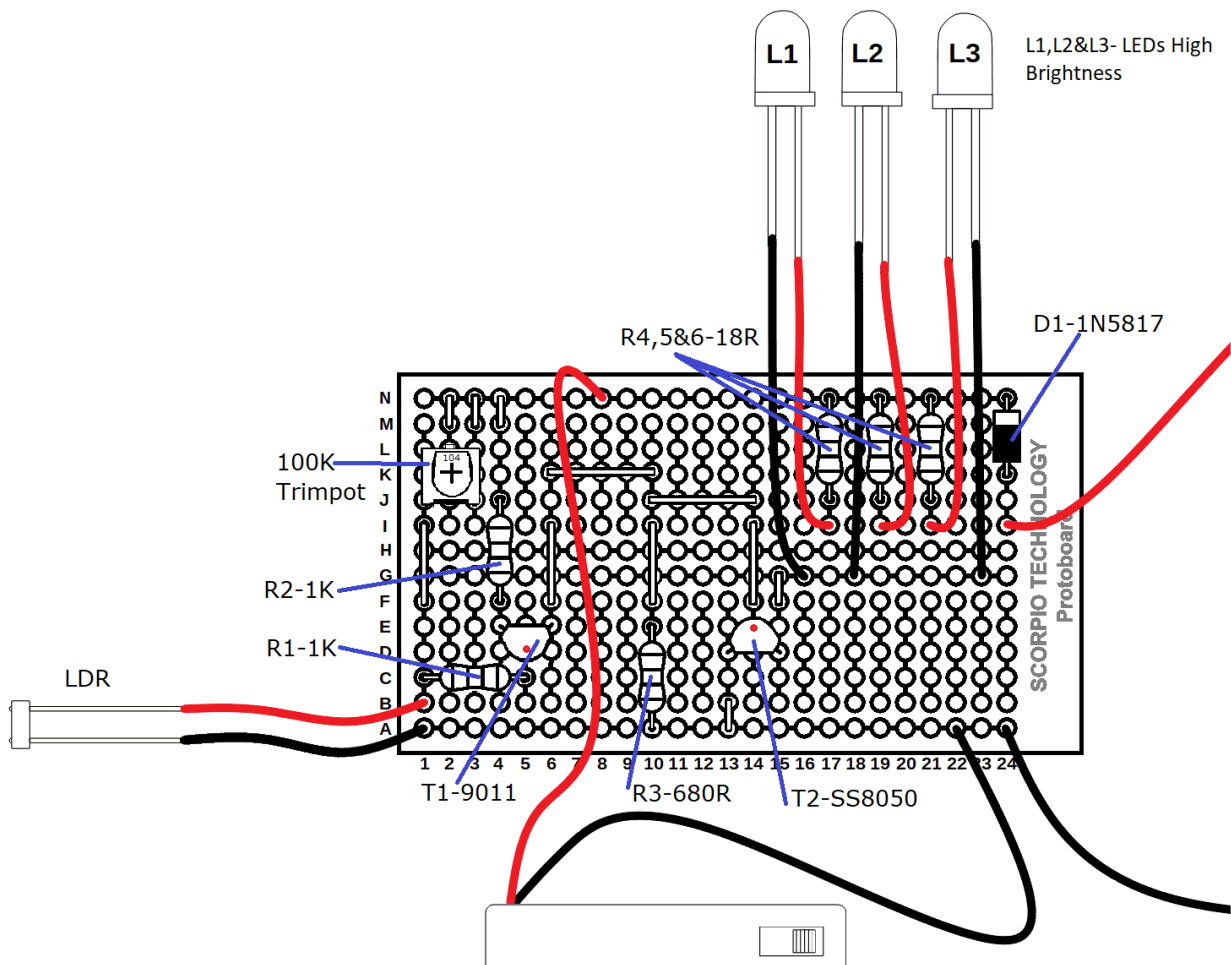 L1
L2
L3
L1,L2&L3- LEDs High
Brightness
R4,5&6-18R
D1-1N5817
N
M
L
K
J
I
H
G
F
E
D
C
B
A
104
100K
Trimpot
R2-1K
R1-1K
LDR
SCORPIO TECHNOLOGY
Protoboard
1 2 3 4 5 6 7 8 9 10 11 12 13 14 15 16 17 18 19 20 21 22 23 24
T1-9011
R3-680R
T2-SS8050